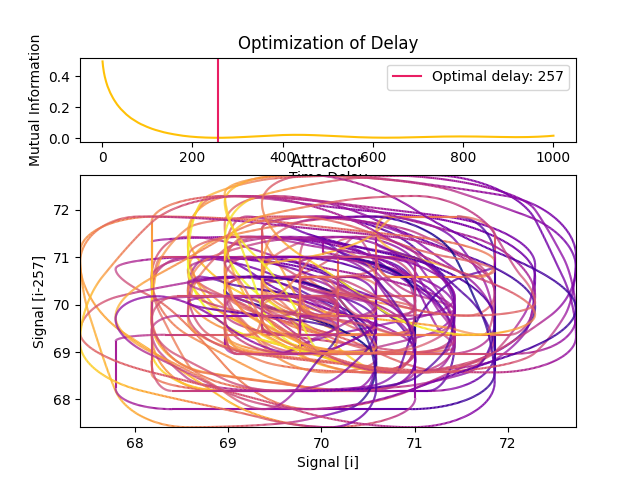 Optimization of Delay
Mutual Information
0.4
0.2
0.0
Optimal delay: 257
0 200 400 600 800 1000
Time Delay
Attractor
Signal [i-257]
72
71
70
69
68
68 69 70 71 72
Signal [i]